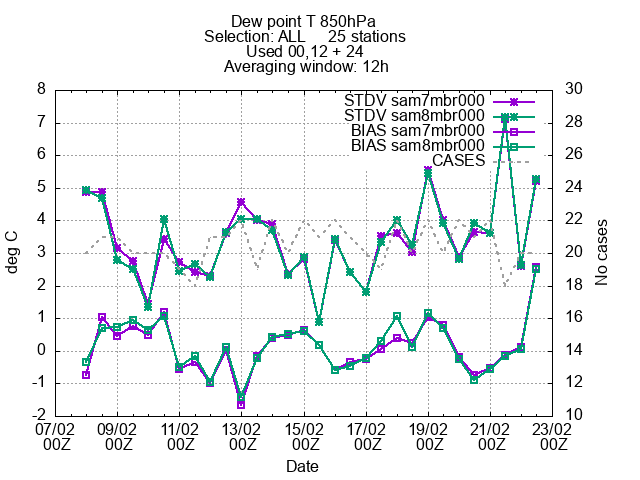 Dew point T 850hPa
Selection: ALL     25 stations
Used 00,12 + 24
Averaging window: 12h
STDV sam7mbr000
STDV sam8mbr000
BIAS sam7mbr000
BIAS sam8mbr000
CASES
8
7
6
5
4
3
2
1
0
-1
-2
deg C
30
28
26
24
22
20
18
16
14
12
10
No cases
07/02 09/02 11/02 13/02 15/02 17/02 19/02 21/02 23/02
00Z 00Z 00Z 00Z 00Z 00Z 00Z 00Z 00Z
Date